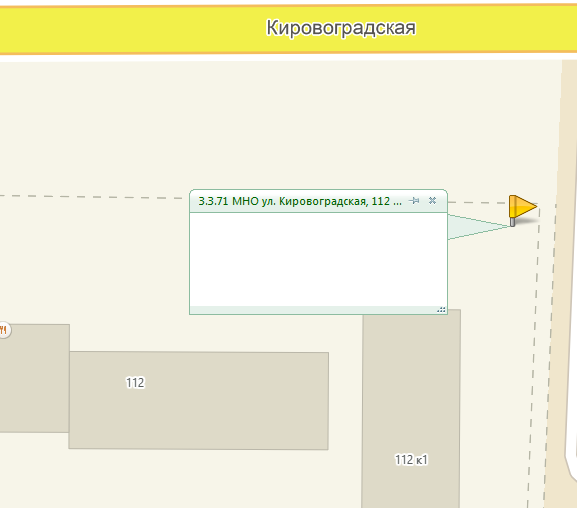 Кировоградская
3.3.71 МНО ул. Кировоградская, 112 ...
112
112 к1